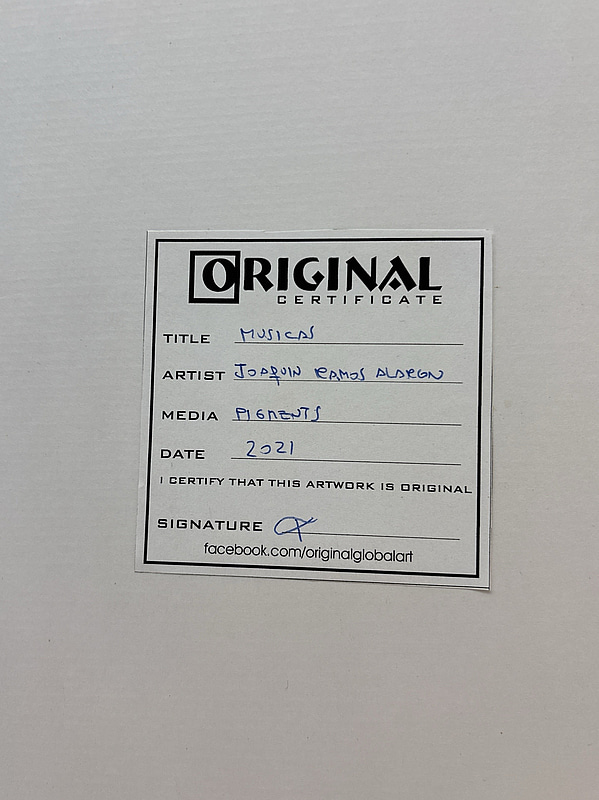 ORIGINAL
CERTIFICATE
TITLE MUSICAS
ARTIST JOAQUIN RAMOS ALARCON
MEDIA PIGMENTS
DATE 2021
I CERTIFY THAT THIS ARTWORK IS ORIGINAL
SIGNATURE
facebook.com/originalglobalart